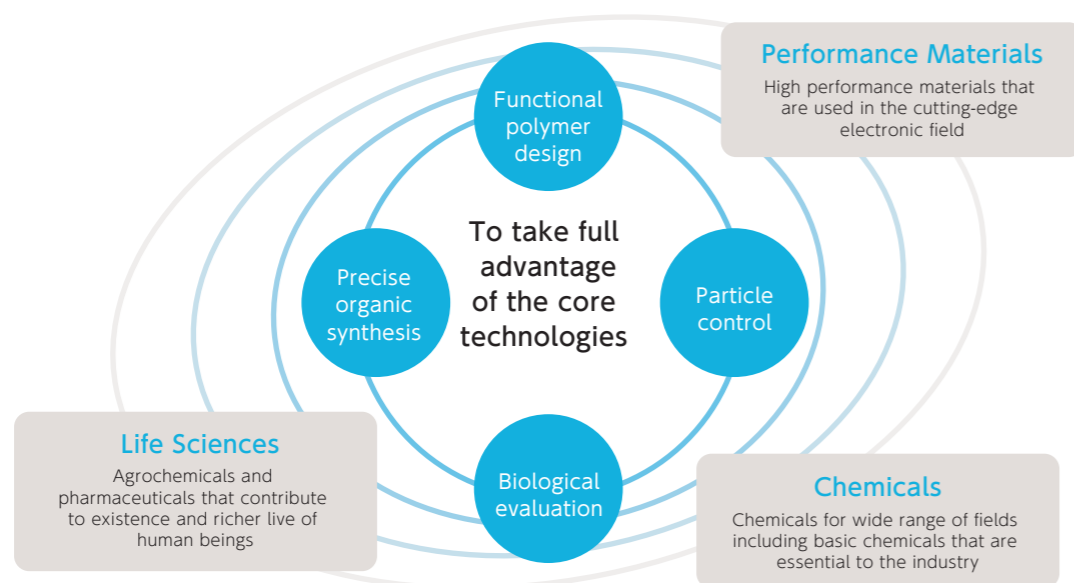 Performance Materials
High performance materials that
are used in the cutting-edge
electronic field
Functional
polymer
design
To take full
advantage
of the core
technologies
Precise
organic
synthesis
Particle
control
Life Sciences
Agrochemicals and
pharmaceuticals that contribute
to existence and richer live of
human beings
Biological
evaluation
Chemicals
Chemicals for wide range of fields
including basic chemicals that are
essential to the industry